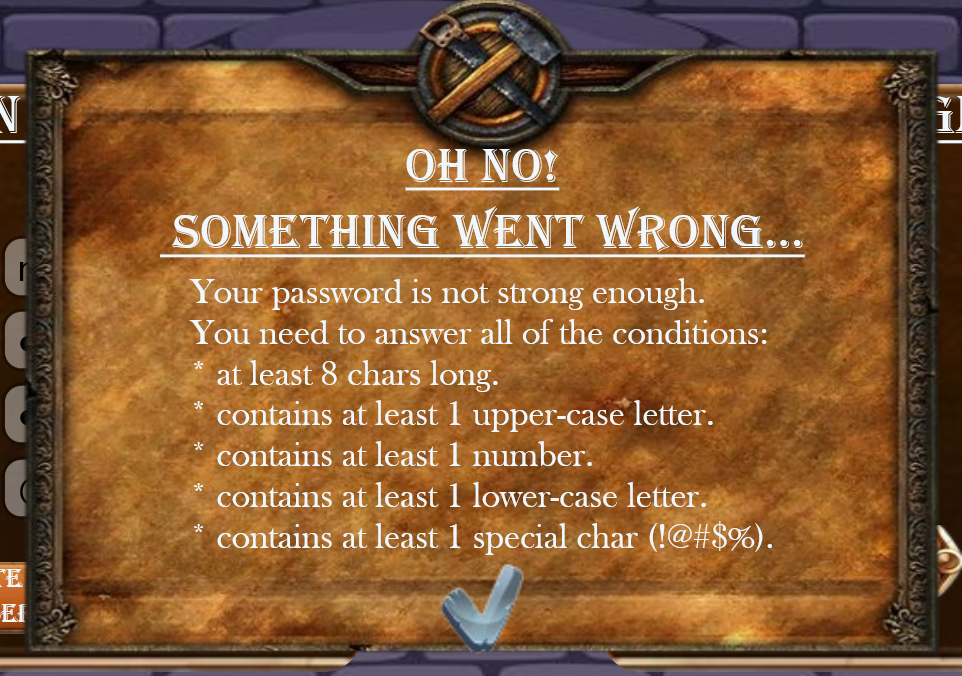 OH NO!
SOMETHING WENT WRONG...
Your password is not strong enough.
You need to answer all of the conditions:
* at least 8 chars long.
* contains at least 1 upper-case letter.
* contains at least 1 number.
* contains at least 1 lower-case letter.
* contains at least 1 special char (!@#$%).